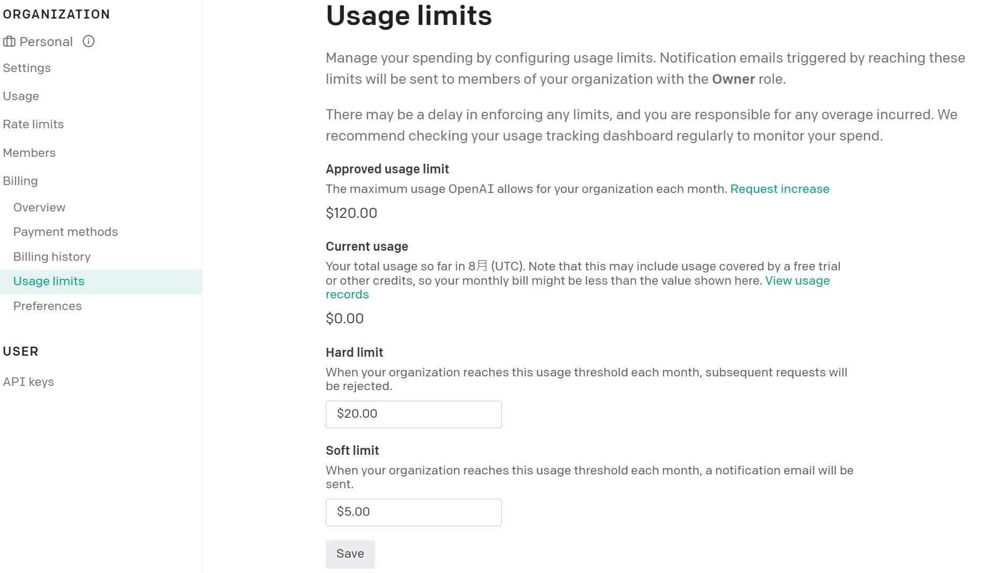 ORGANIZATION
Personal
Settings
Usage
Rate limits
Members
Billing
Overview
Payment methods
Billing history
Usage limits
Preferences
USER
API keys
Usage limits
Manage your spending by configuring usage limits. Notification emails triggered by reaching these
limits will be sent to members of your organization with the Owner role.
There may be a delay in enforcing any limits, and you are responsible for any overage incurred. We
recommend checking your usage tracking dashboard regularly to monitor your spend.
Approved usage limit
The maximum usage OpenAI allows for your organization each month. Request increase
$120.00
Current usage
Your total usage so far in 8月 (UTC). Note that this may include usage covered by a free trial
or other credits, so your monthly bill might be less than the value shown here. View usage
records
$0.00
Hard limit
When your organization reaches this usage threshold each month, subsequent requests will
be rejected.
$20.00
Soft limit
When your organization reaches this usage threshold each month, a notification email will be
sent.
$5.00
Save